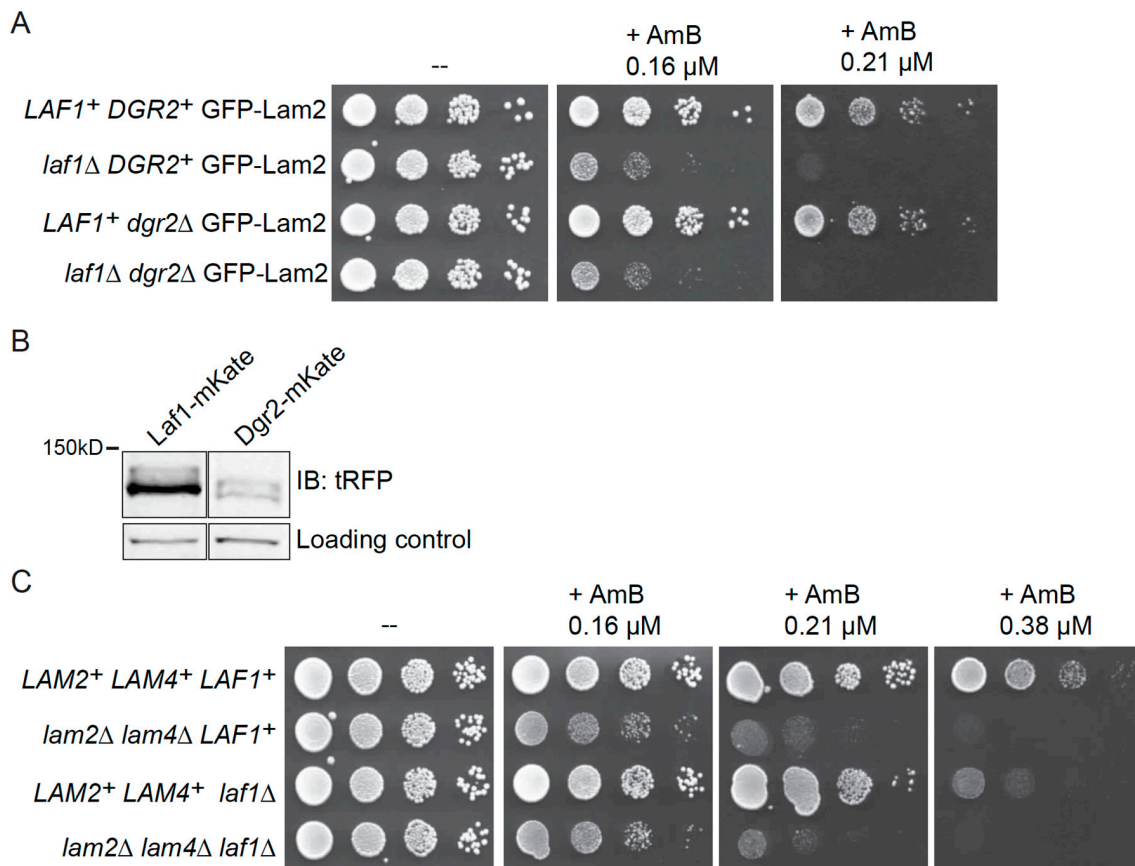 A
--
+ AmB
0.16 µM
+ AmB
0.21 µM
LAF1+ DGR2+ GFP-Lam2
laf1Δ DGR2+ GFP-Lam2
LAF1+ dgr2Δ GFP-Lam2
laf1Δ dgr2Δ GFP-Lam2
B
Laf1-mKate
Dgr2-mKate
150kD
IB: tRFP
Loading control
C
--
+ AmB
0.16 µM
+ AmB
0.21 µM
+ AmB
0.38 µM
LAM2+ LAM4+ LAF1+
lam2Δ lam4Δ LAF1+
LAM2+ LAM4+ laf1Δ
lam2Δ lam4Δ laf1Δ